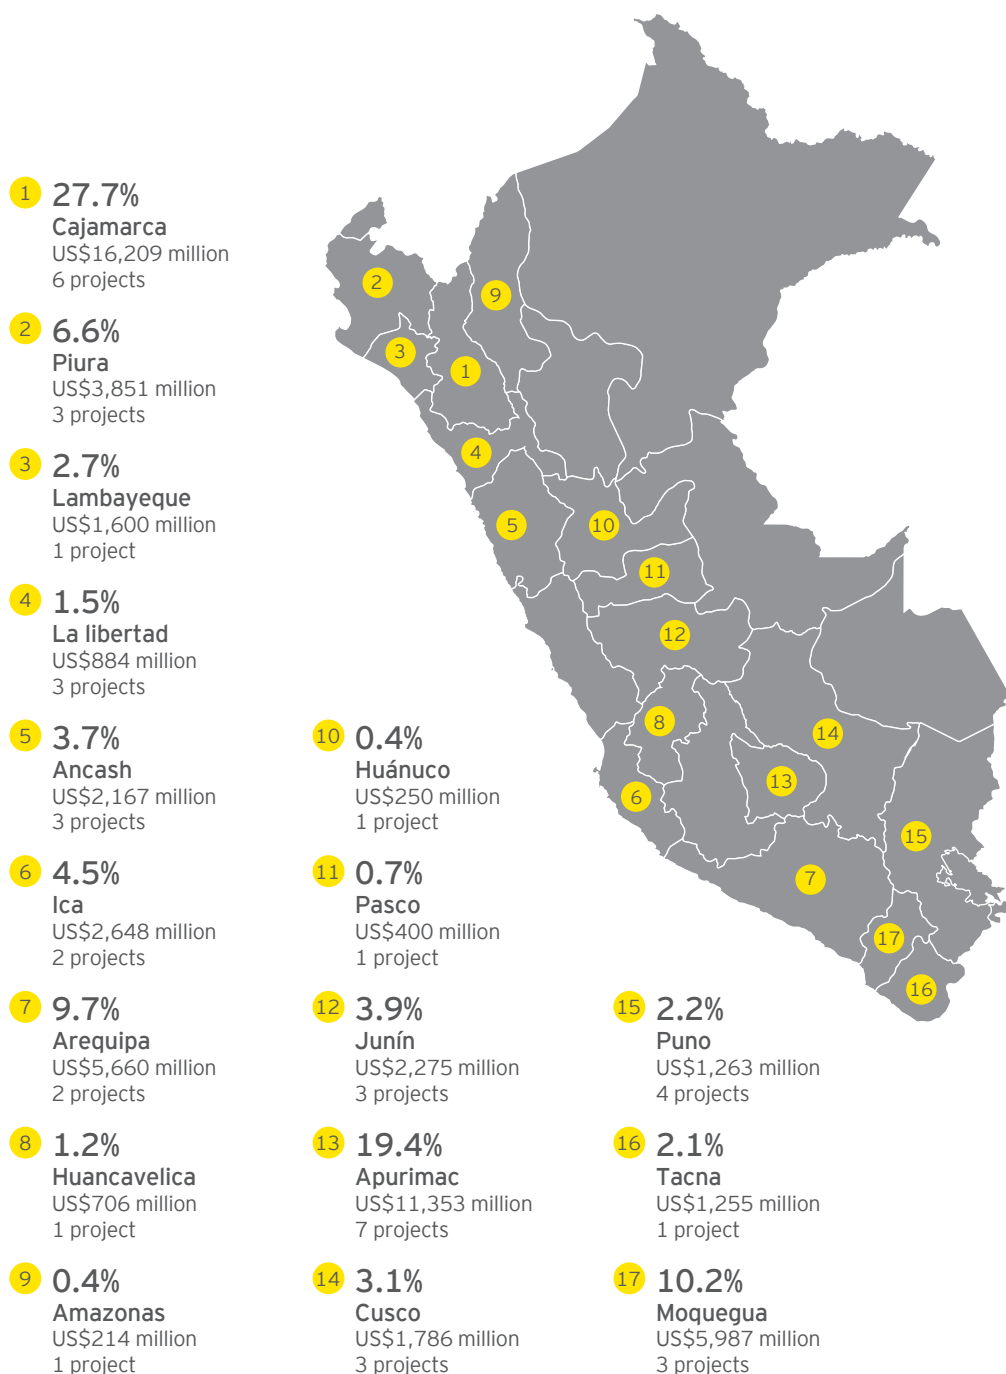 1 27.7%
Cajamarca
US$16,209 million
6 projects
2 6.6%
Piura
US$3,851 million
3 projects
3 2.7%
Lambayeque
US$1,600 million
1 project
4 1.5%
La libertad
US$884 million
3 projects
5 3.7%
Ancash
US$2,167 million
3 projects
6 4.5%
Ica
US$2,648 million
2 projects
7 9.7%
Arequipa
US$5,660 million
2 projects
8 1.2%
Huancavelica
US$706 million
1 project
9 0.4%
Amazonas
US$214 million
1 project
10 0.4%
Huánuco
US$250 million
1 project
11 0.7%
Pasco
US$400 million
1 project
12 3.9%
Junín
US$2,275 million
3 projects
13 19.4%
Apurimac
US$11,353 million
7 projects
14 3.1%
Cusco
US$1,786 million
3 projects
15 2.2%
Puno
US$1,263 million
4 projects
16 2.1%
Tacna
US$1,255 million
1 project
17 10.2%
Moquegua
US$5,987 million
3 projects
2
9
3
1
4
5
10
11
12
8
14
13
6
15
7
17
16